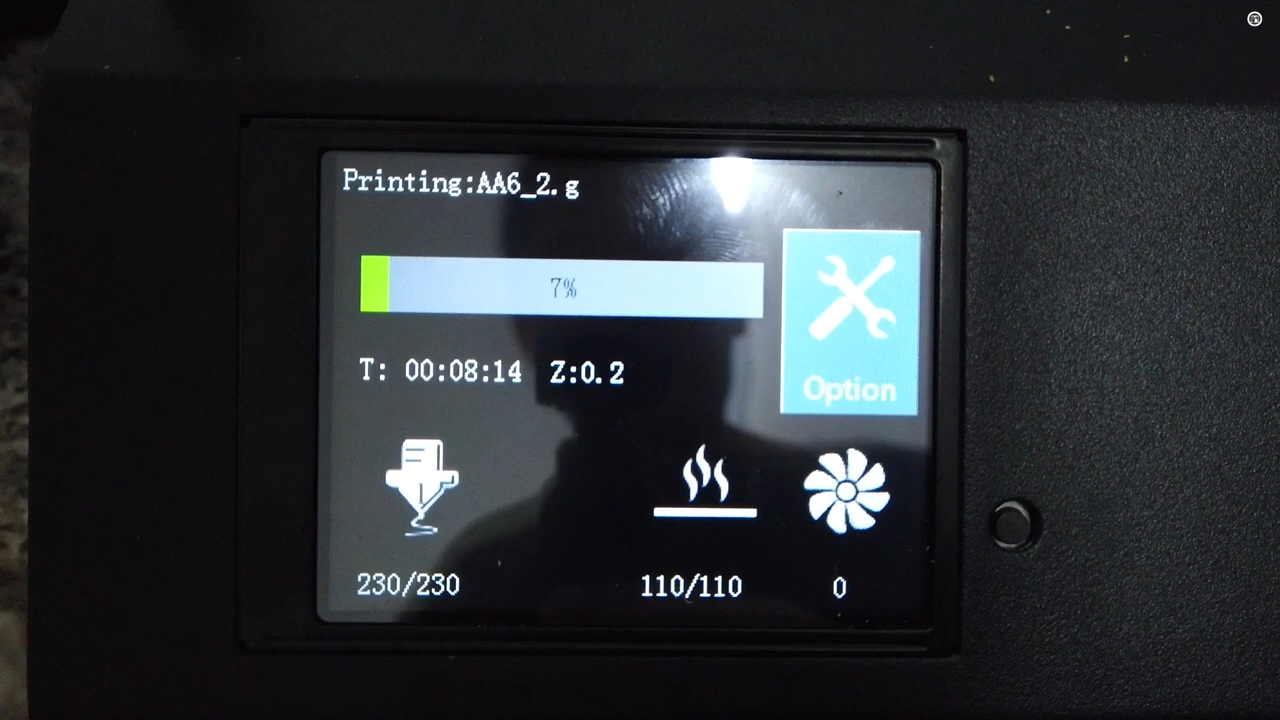 Printing:AA6_2.g
7%
T: 00:08:14 Z:0.2
Option
230/230 110/110 0